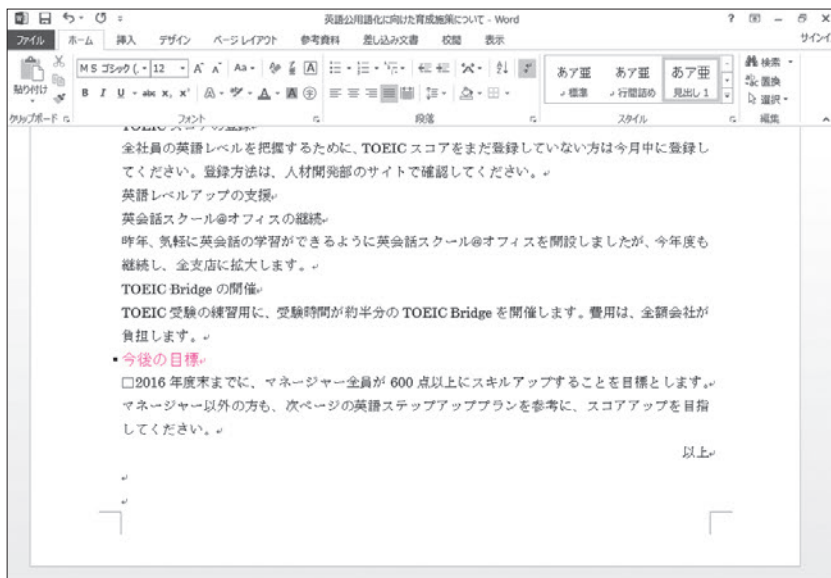 英語公用語化に向けた育成施策について - Word
ファイル ホーム 挿入 デザイン ページレイアウト 参考資料 差し込み文書 校閲 表示 サインイ
貼り付け
MS ゴシック (. 12 A A Aa
あア亜 あア亜 あア亜
検索
置換
選択
B I U abc x, x² A A A 字
標準 行間詰め 見出し 1
クリップボード フォント 段落 スタイル 編集
TOEIC スコアの登録
全社員の英語レベルを把握するために、TOEIC スコアをまだ登録していない方は今月中に登録し
てください。登録方法は、人材開発部のサイトで確認してください。
英語レベルアップの支援
英会話スクール@オフィスの継続
昨年、気軽に英会話の学習ができるように英会話スクール@オフィスを開設しましたが、今年度も
継続し、全支店に拡大します。
TOEIC Bridge の開催
TOEIC 受験の練習用に、受験時間が約半分の TOEIC Bridge を開催します。費用は、全額会社が
負担します。
今後の目標
□2016 年度末までに、マネージャー全員が 600 点以上にスキルアップすることを目標とします。
マネージャー以外の方も、次ページの英語ステップアッププランを参考に、スコアアップを目指
してください。
以上